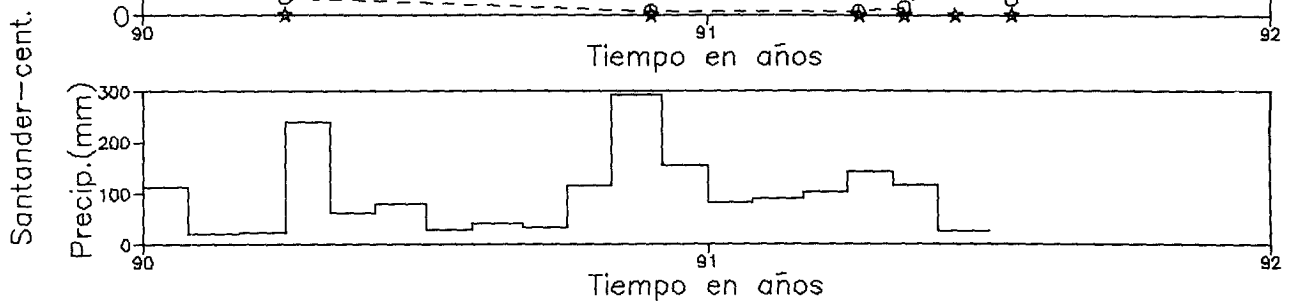 0
90 91 92
Tiempo en años
Santander-cent.
Precip.(mm)
300
200
100
0
90 91 92
Tiempo en años